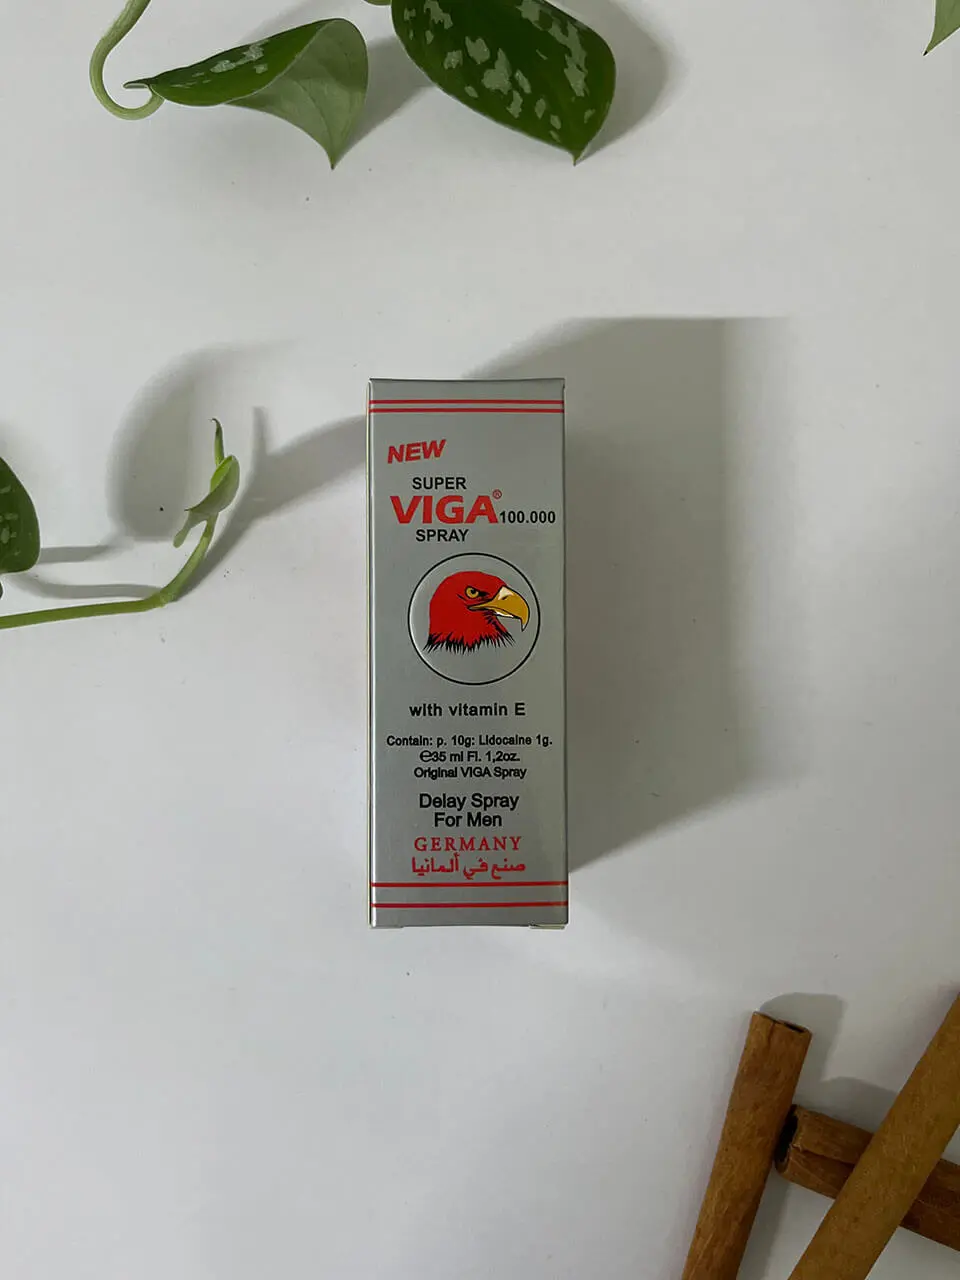 NEW
SUPER
VIGA® 100.000
SPRAY
with vitamin E
Contain: p. 10g: Lidocaine 1g.
℮35 ml Fl. 1,2oz.
Original VIGA Spray
Delay Spray
For Men
GERMANY
صنع في ألمانيا